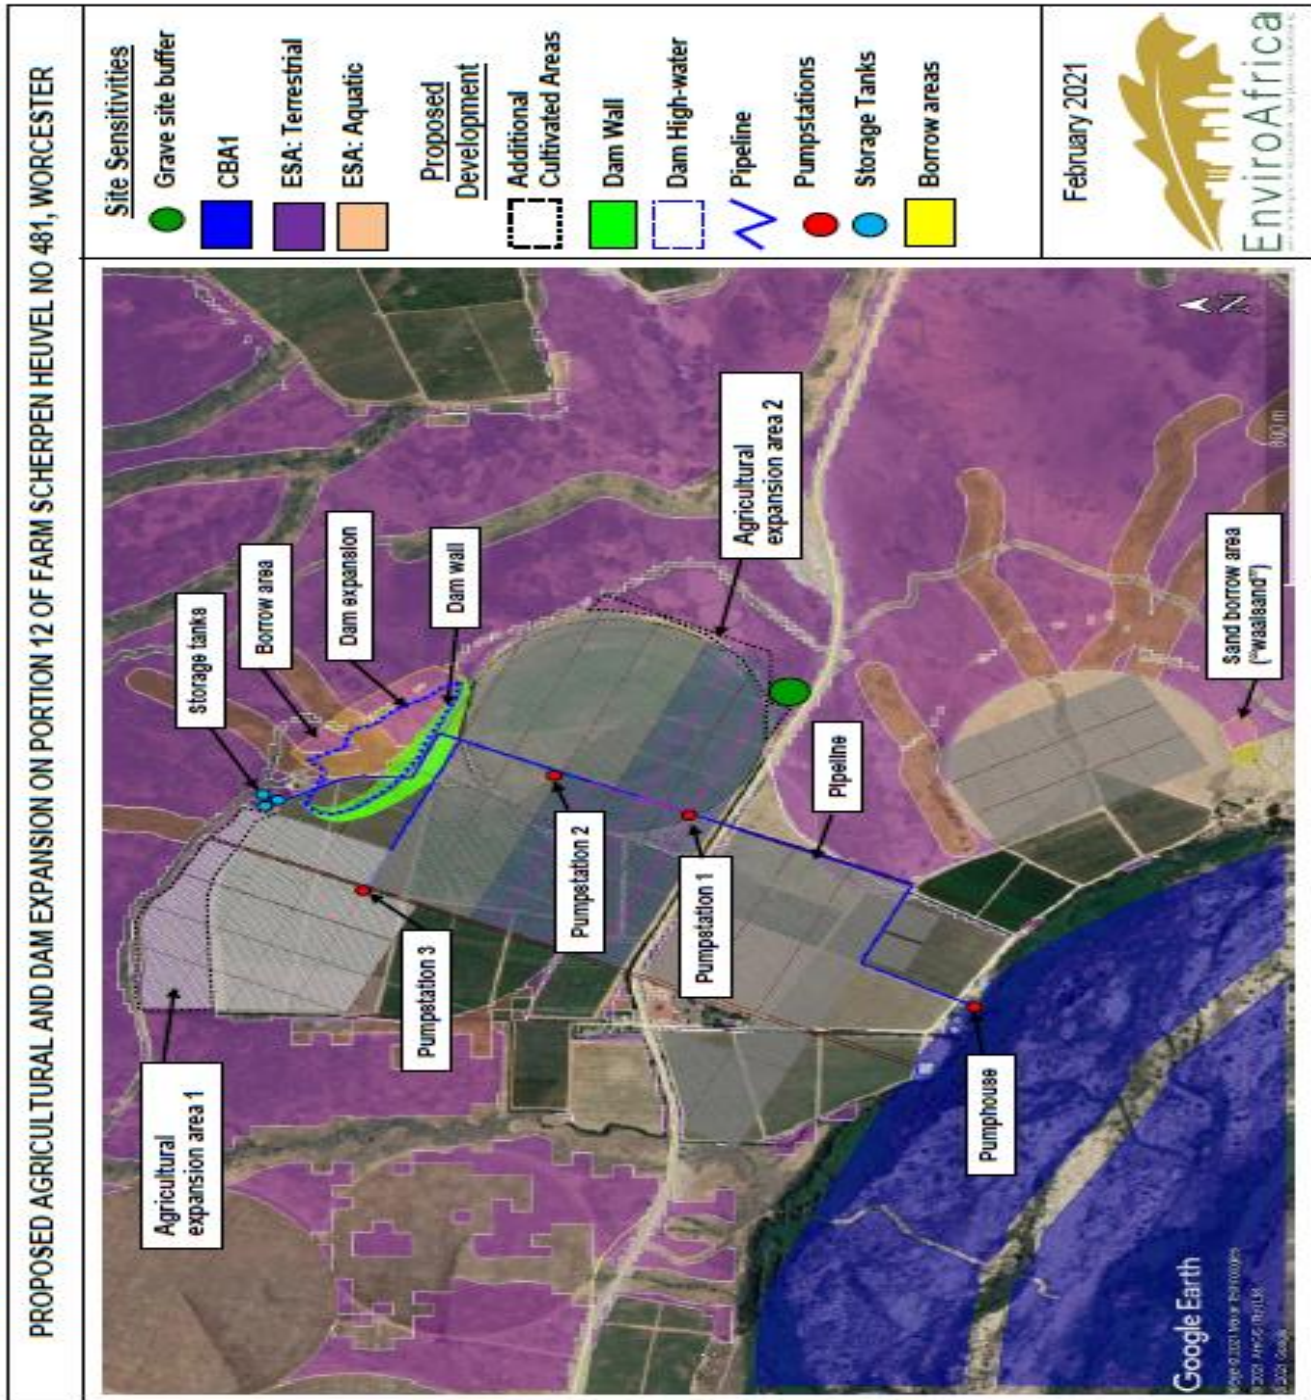 PROPOSED AGRICULTURAL AND DAM EXPANSION ON PORTION 12 OF FARM SCHERPEN HEUVEL NO 481, WORCESTER
Agricultural
expansion area 1
Storage tanks
Borrow area
Dam expansion
Dam wall
Pumpstation 3
Pumpstation 2
Pumpstation 1
Agricultural
expansion area 2
Pipeline
Pumphouse
Sand borrow area
("waalsand")
N
800 m
Google Earth
Site Sensitivities
Grave site buffer
CBA1
ESA: Terrestrial
ESA: Aquatic
Proposed
Development
Additional
Cultivated Areas
Dam Wall
Dam High-water
Pipeline
Pumpstations
Storage Tanks
Borrow areas
February 2021
EnviroAfrica